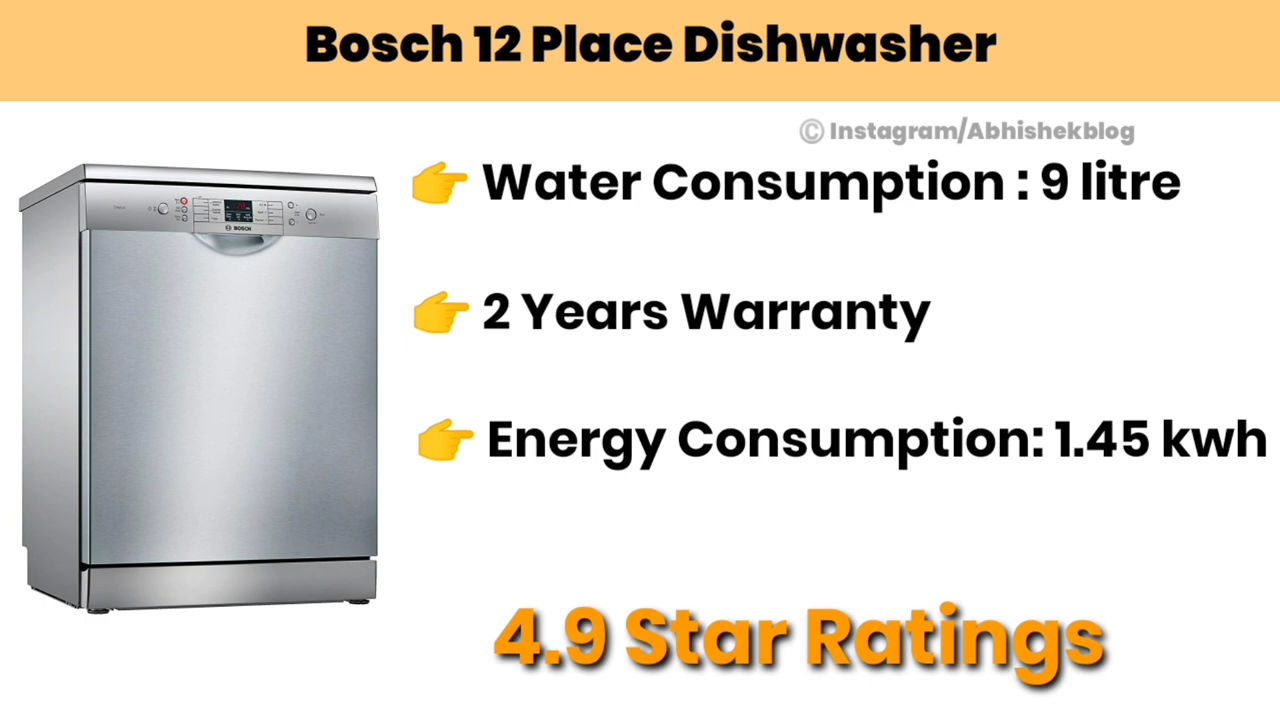 Bosch 12 Place Dishwasher
© Instagram/Abhishekblog
👉 Water Consumption : 9 litre
👉 2 Years Warranty
👉 Energy Consumption: 1.45 kwh
BOSCH
4.9 Star Ratings